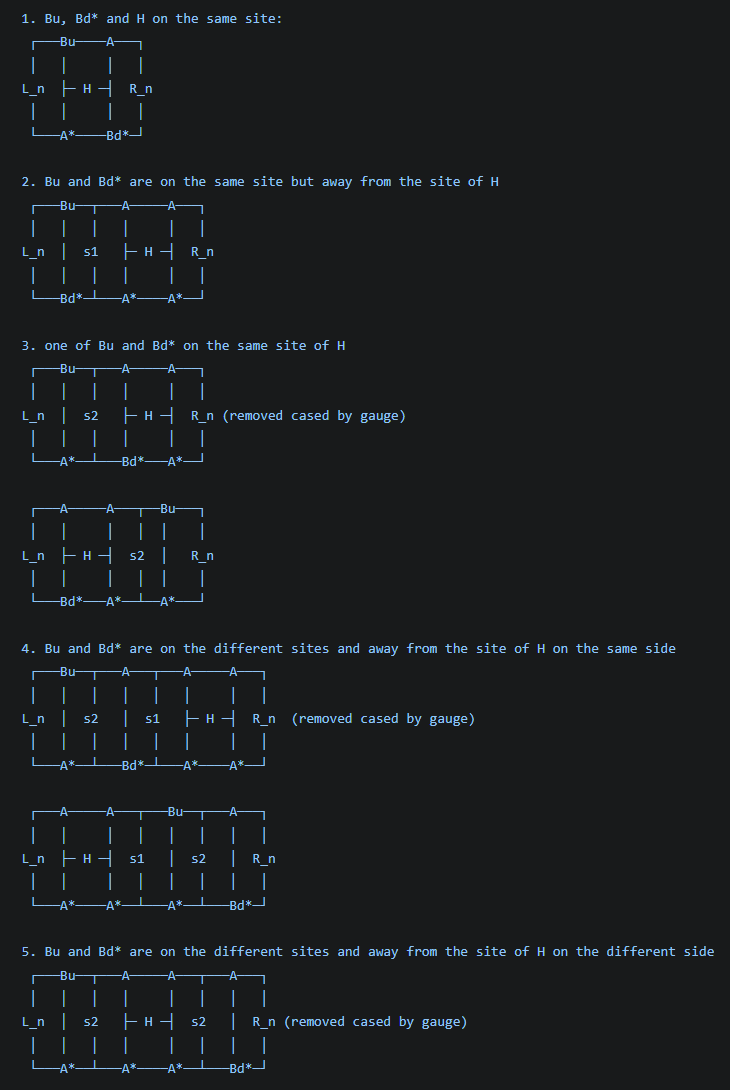 1. Bu, Bd* and H on the same site:
┌───Bu────A───┐
│   │     │   │
L_n ├─ H ─┤  R_n
│   │     │   │
└───A*────Bd*─┘
2. Bu and Bd* are on the same site but away from the site of H
┌───Bu──┬───A─────A───┐
│   │   │   │     │   │
L_n │  s1   ├─ H ─┤  R_n
│   │   │   │     │   │
└───Bd*─┴───A*────A*──┘
3. one of Bu and Bd* on the same site of H
┌───Bu──┬───A─────A───┐
│   │   │   │     │   │
L_n │  s2   ├─ H ─┤  R_n (removed cased by gauge)
│   │   │   │     │   │
└───A*──┴───Bd*───A*──┘
┌───A─────A───┬──Bu───┐
│   │     │   │  │    │
L_n ├─ H ─┤  s2  │   R_n
│   │     │   │  │    │
└───Bd*───A*──┴──A*───┘
4. Bu and Bd* are on the different sites and away from the site of H on the same side
┌───Bu──┬───A───┬───A─────A───┐
│   │   │   │   │   │     │   │
L_n │  s2   │  s1   ├─ H ─┤  R_n  (removed cased by gauge)
│   │   │   │   │   │     │   │
└───A*──┴───Bd*─┴───A*────A*──┘
┌───A─────A───┬───Bu──┬───A───┐
│   │     │   │   │   │   │   │
L_n ├─ H ─┤  s1   │  s2   │  R_n
│   │     │   │   │   │   │   │
└───A*────A*──┴───A*──┴───Bd*─┘
5. Bu and Bd* are on the different sites and away from the site of H on the different side
┌───Bu──┬───A─────A───┬───A───┐
│   │   │   │     │   │   │   │
L_n │  s2   ├─ H ─┤  s2   │  R_n (removed cased by gauge)
│   │   │   │     │   │   │   │
└───A*──┴───A*────A*──┴───Bd*─┘